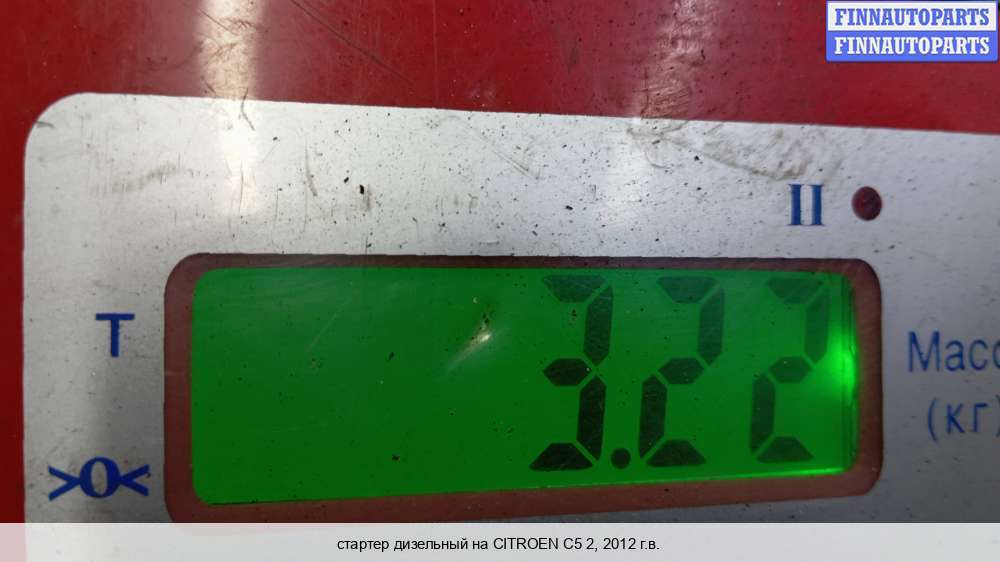 FINNAUTOPARTS
FINNAUTOPARTS
II
3.22
T
Масс
(кг)
>0<
стартер дизельный на CITROEN C5 2, 2012 г.в.